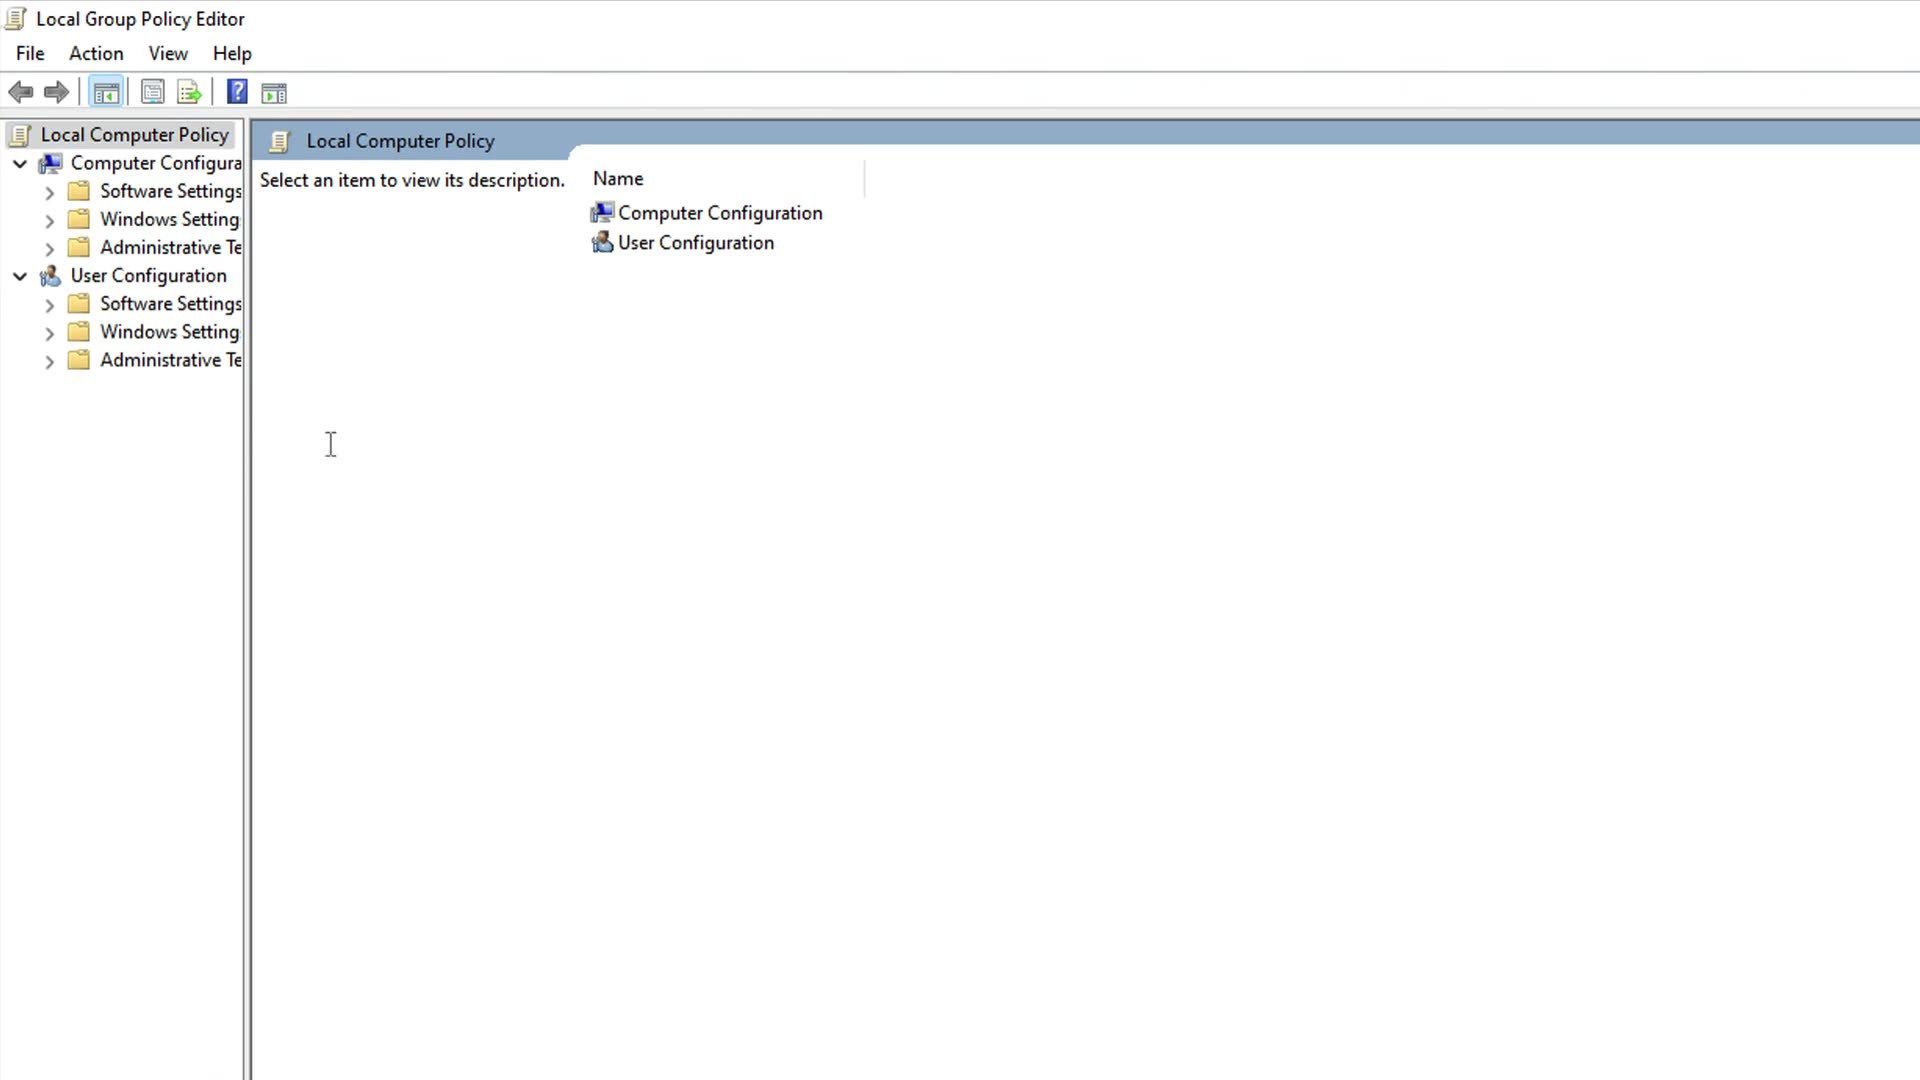 Local Group Policy Editor
File Action View Help
Local Computer Policy
Computer Configura
Software Settings
Windows Setting
Administrative Te
User Configuration
Software Settings
Windows Setting
Administrative Te
Local Computer Policy
Select an item to view its description.
Name
Computer Configuration
User Configuration